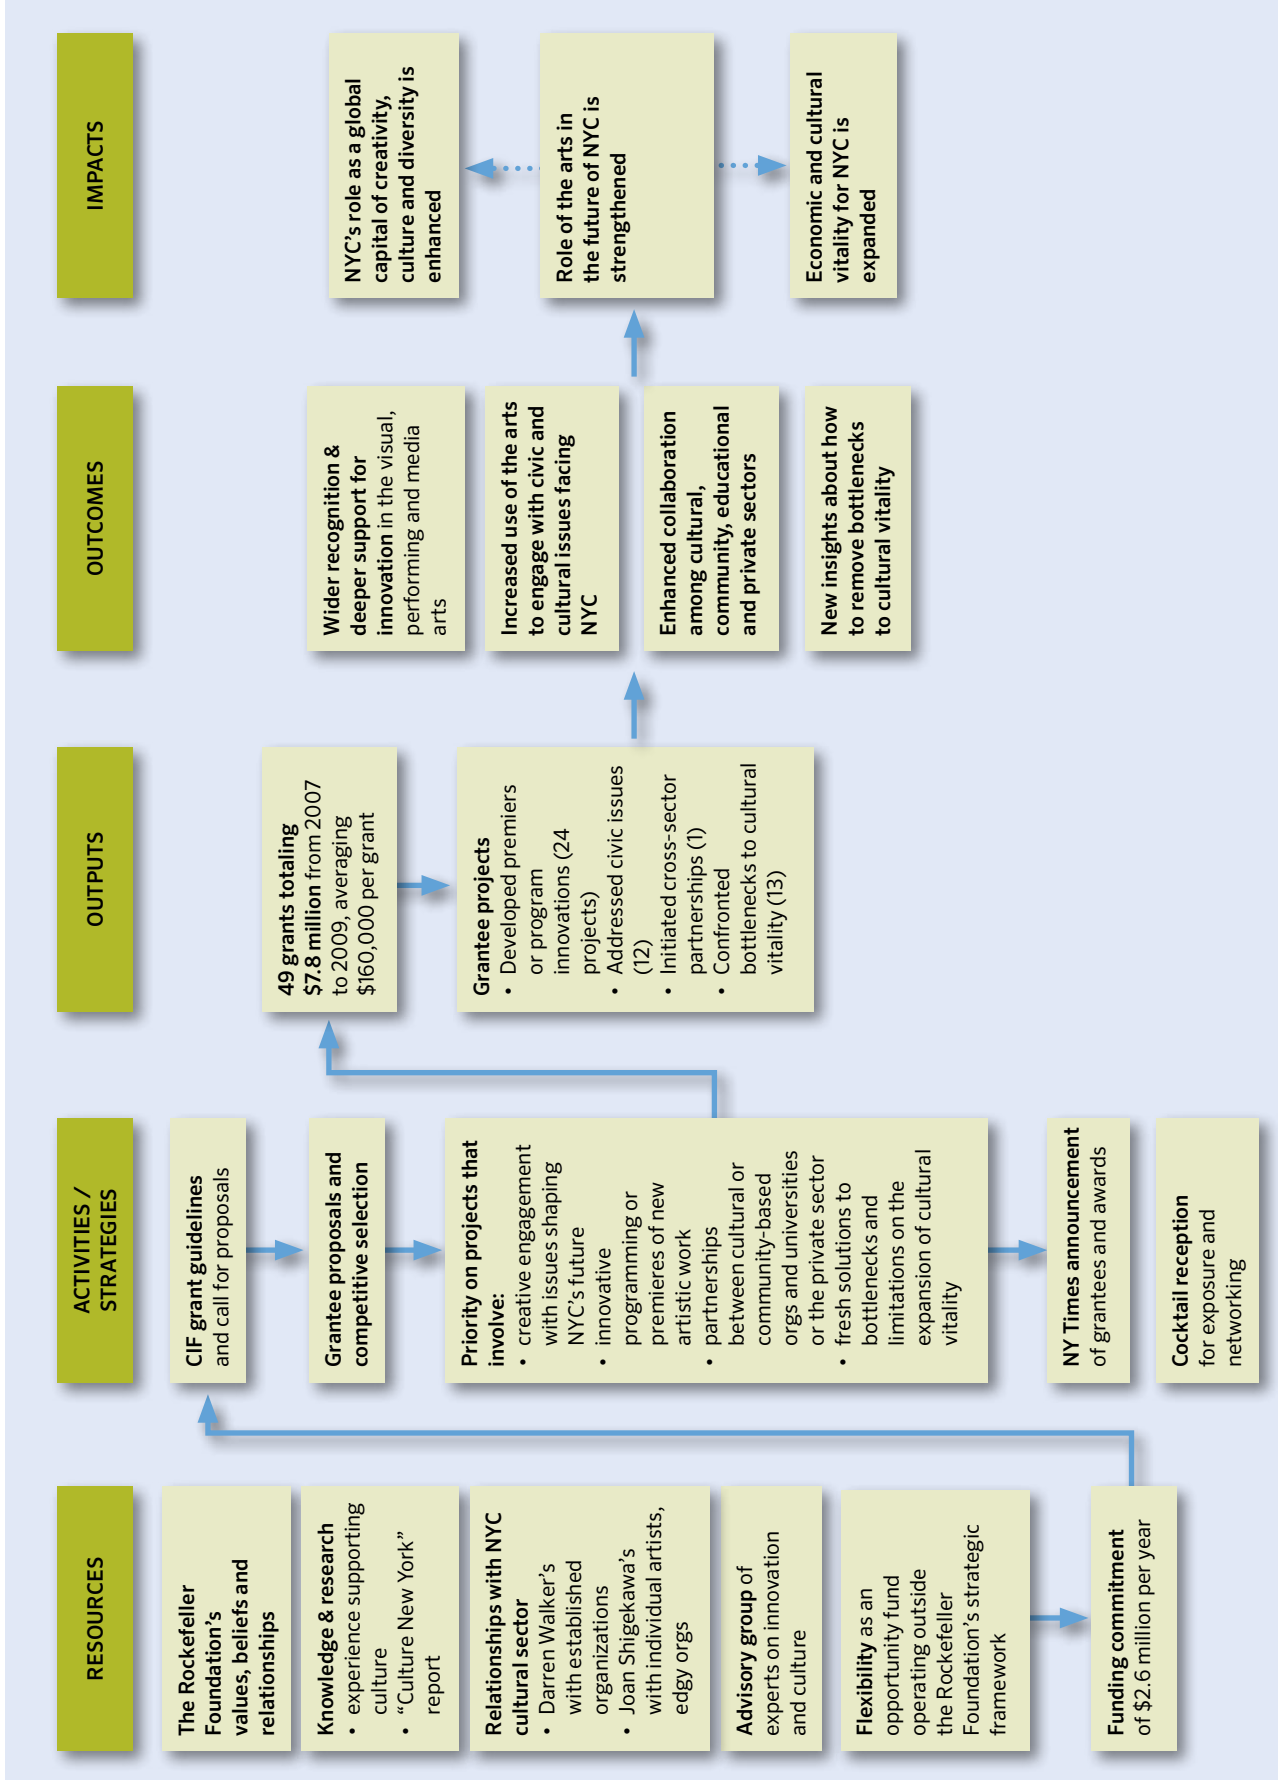 RESOURCES
The Rockefeller
Foundation’s
values, beliefs and
relationships
Knowledge & research
• experience supporting
culture
• “Culture New York”
report
Relationships with NYC
cultural sector
• Darren Walker’s
with established
organizations
• Joan Shigekawa’s
with individual artists,
edgy orgs
Advisory group of
experts on innovation
and culture
Flexibility as an
opportunity fund
operating outside
the Rockefeller
Foundation’s strategic
framework
Funding commitment
of $2.6 million per year
ACTIVITIES /
STRATEGIES
CIF grant guidelines
and call for proposals
Grantee proposals and
competitive selection
Priority on projects that
involve:
• creative engagement
with issues shaping
NYC’s future
• innovative
programming or
premieres of new
artistic work
• partnerships
between cultural or
community-based
orgs and universities
or the private sector
• fresh solutions to
bottlenecks and
limitations on the
expansion of cultural
vitality
NY Times announcement
of grantees and awards
Cocktail reception
for exposure and
networking
OUTPUTS
49 grants totaling
$7.8 million from 2007
to 2009, averaging
$160,000 per grant
Grantee projects
• Developed premiers
or program
innovations (24
projects)
• Addressed civic issues
(12)
• Initiated cross-sector
partnerships (1)
• Confronted
bottlenecks to cultural
vitality (13)
OUTCOMES
Wider recognition &
deeper support for
innovation in the visual,
performing and media
arts
Increased use of the arts
to engage with civic and
cultural issues facing
NYC
Enhanced collaboration
among cultural,
community, educational
and private sectors
New insights about how
to remove bottlenecks
to cultural vitality
IMPACTS
NYC’s role as a global
capital of creativity,
culture and diversity is
enhanced
Role of the arts in
the future of NYC is
strengthened
Economic and cultural
vitality for NYC is
expanded